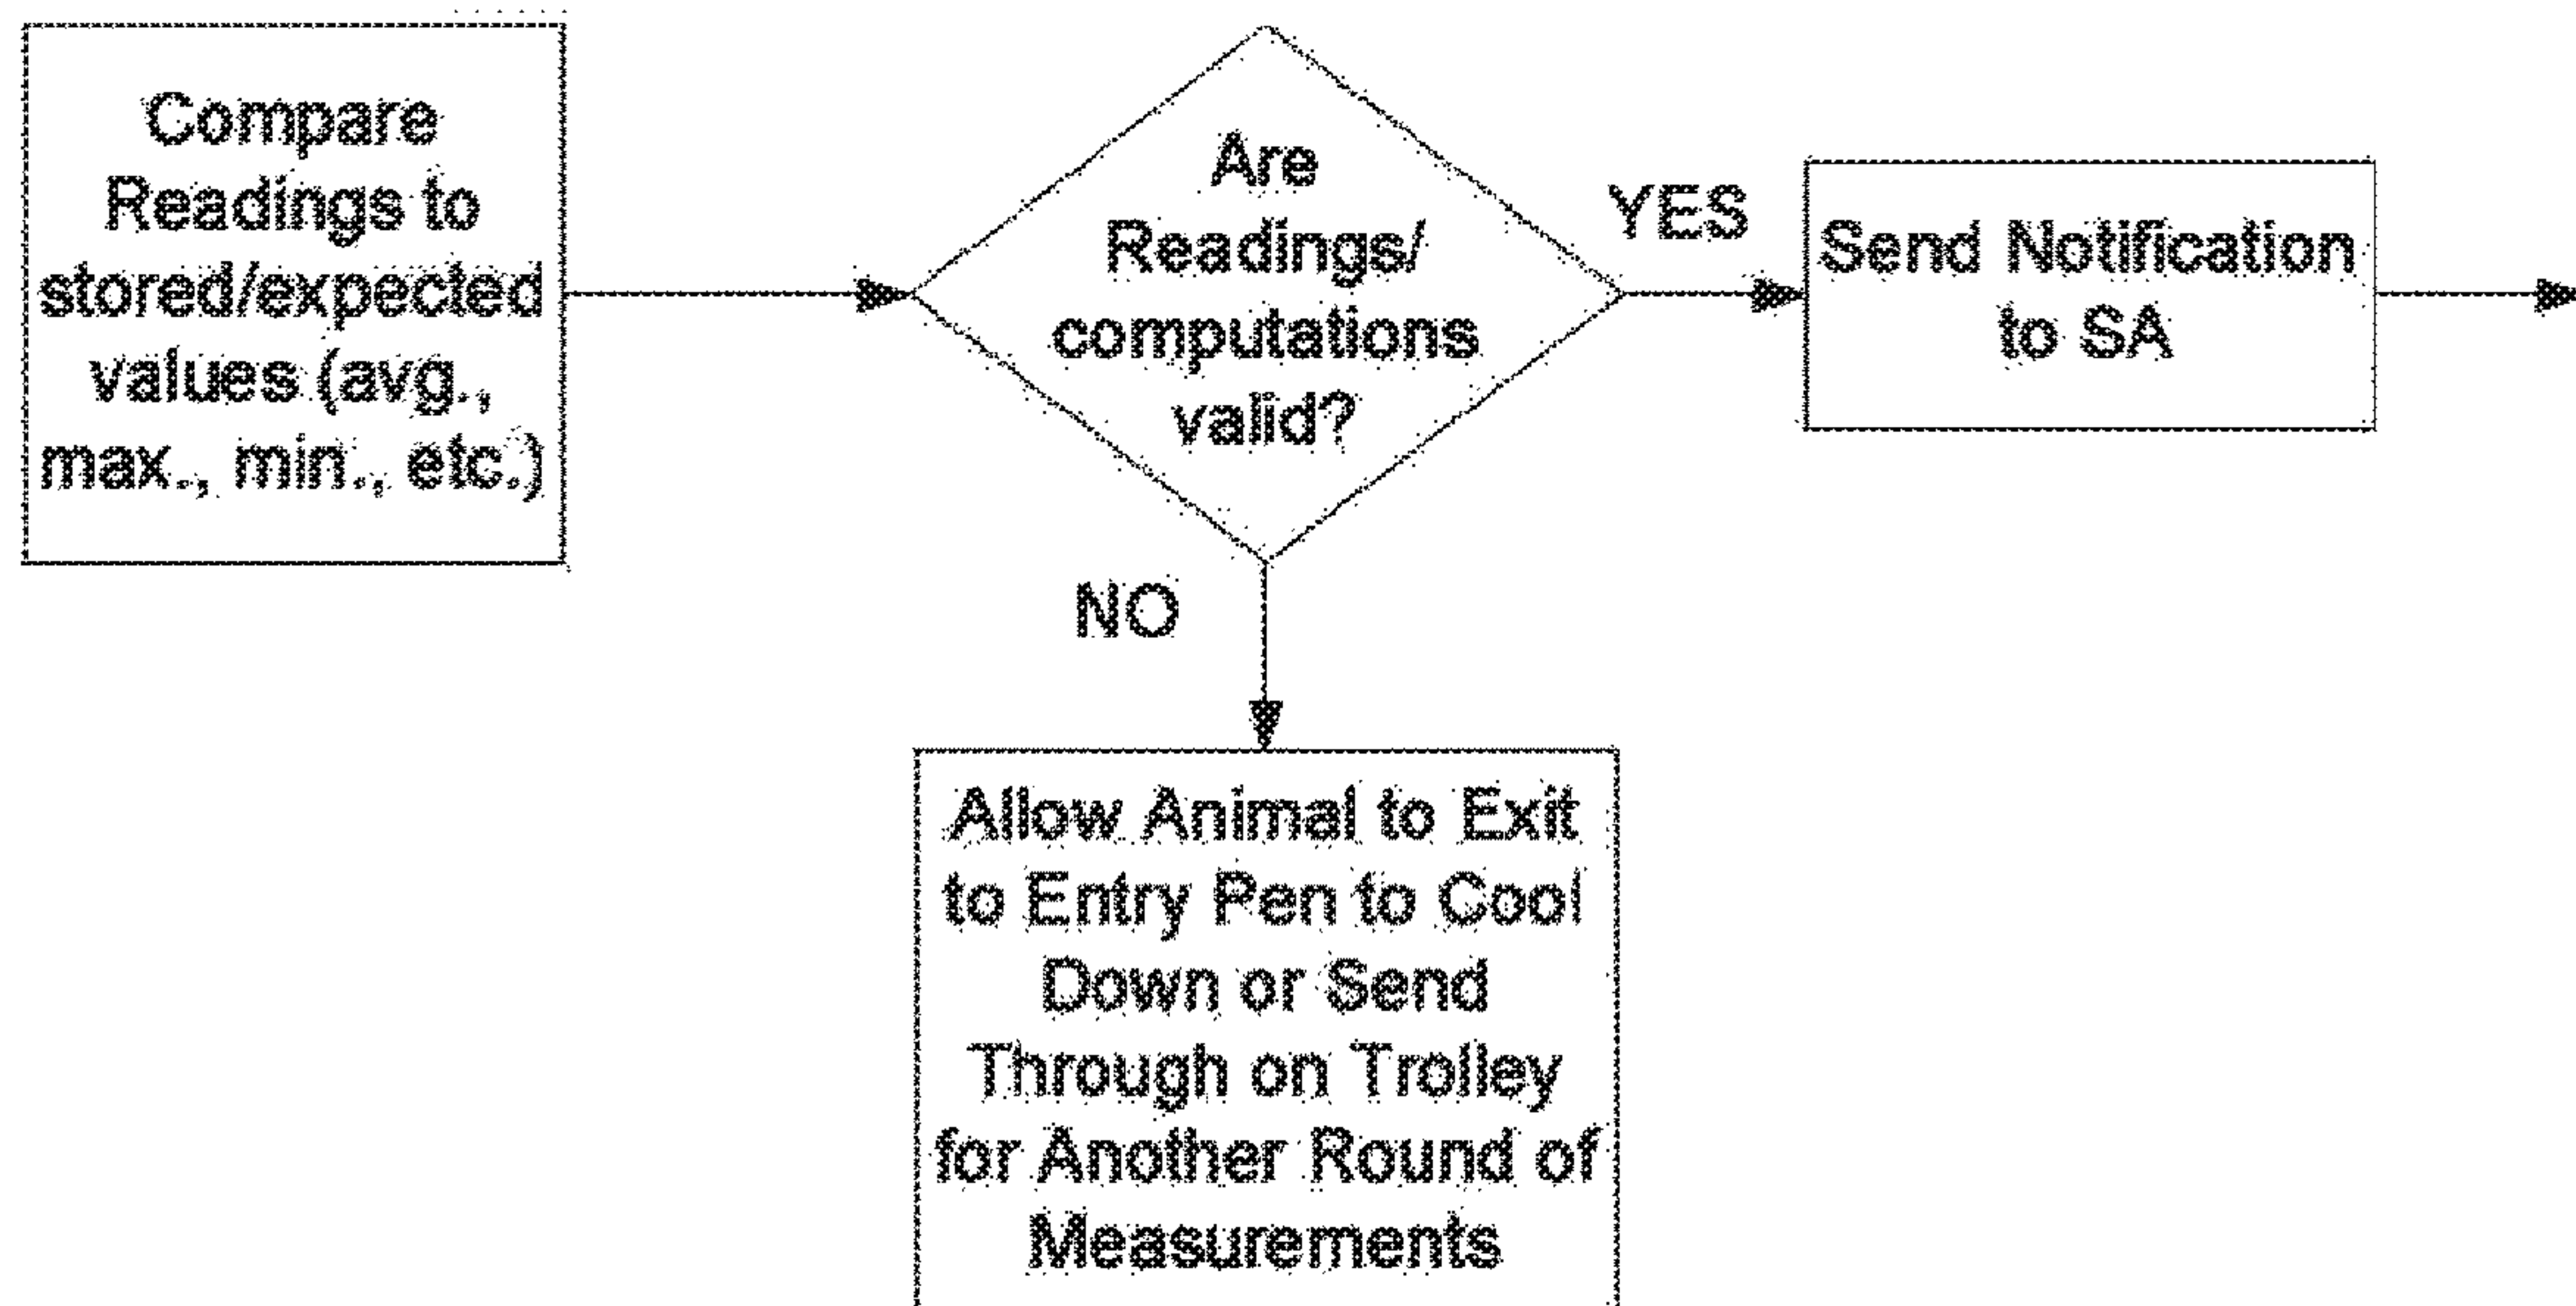 Compare
Readings to
stored/expected
values (avg.,
max., min., etc.)
Are
Readings/
computations
valid?
YES
Send Notification
to SA
NO
Allow Animal to Exit
to Entry Pen to Cool
Down or Send
Through on Trolley
for Another Round of
Measurements